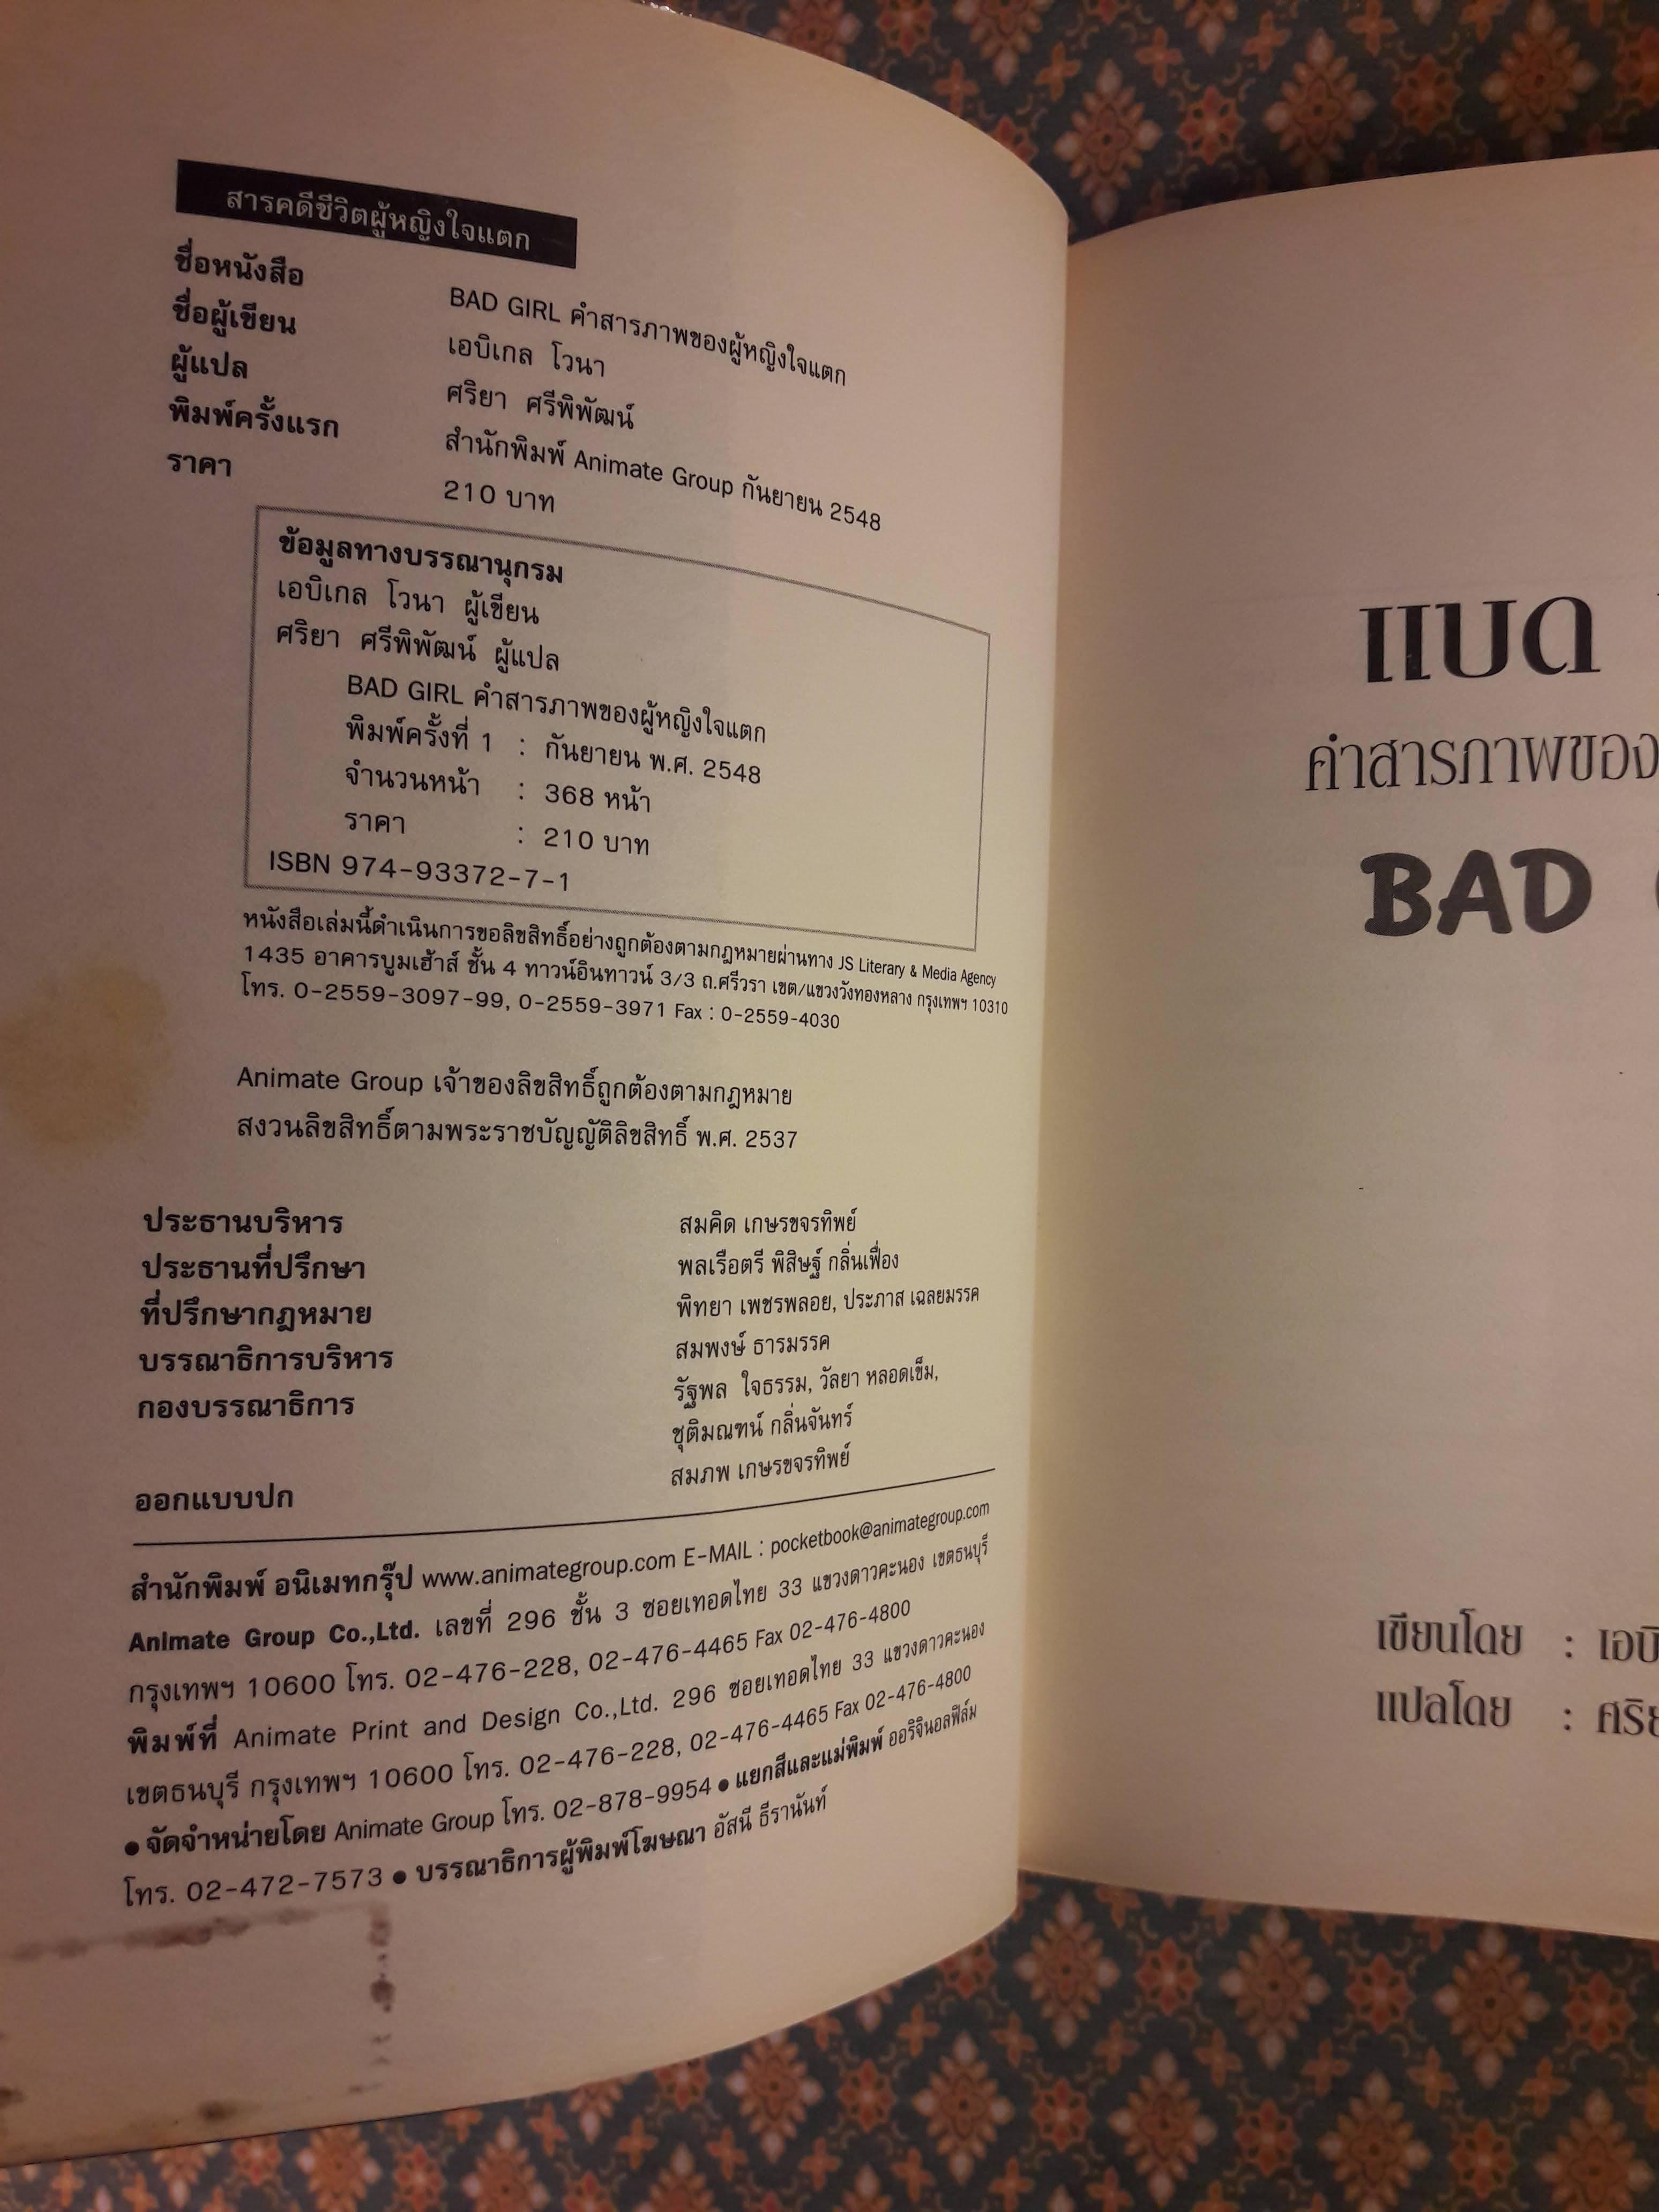 สารคดีชีวิตผู้หญิงใจแตก
ชื่อหนังสือ BAD GIRL คำสารภาพของผู้หญิงใจแตก
ชื่อผู้เขียน เอบิเกล โวนา
ผู้แปล ศริยา ศรีพิพัฒน์
พิมพ์ครั้งแรก สำนักพิมพ์ Animate Group กันยายน 2548
ราคา 210 บาท
ข้อมูลทางบรรณานุกรม
เอบิเกล โวนา ผู้เขียน
ศริยา ศรีพิพัฒน์ ผู้แปล
BAD GIRL คำสารภาพของผู้หญิงใจแตก
พิมพ์ครั้งที่ 1 : กันยายน พ.ศ. 2548
จำนวนหน้า : 368 หน้า
ราคา : 210 บาท
ISBN 974-93372-7-1
หนังสือเล่มนี้ดำเนินการขอลิขสิทธิ์อย่างถูกต้องตามกฎหมายผ่านทาง JS Literary & Media Agency
1435 อาคารบูมเฮ้าส์ ชั้น 4 ทาวน์อินทาวน์ 3/3 ถ.ศรีวรา เขต/แขวงวังทองหลาง กรุงเทพฯ 10310
โทร. 0-2559-3097-99, 0-2559-3971 Fax : 0-2559-4030
Animate Group เจ้าของลิขสิทธิ์ถูกต้องตามกฎหมาย
สงวนลิขสิทธิ์ตามพระราชบัญญัติลิขสิทธิ์ พ.ศ. 2537
ประธานบริหาร สมคิด เกษรขจรทิพย์
ประธานที่ปรึกษา พลเรือตรี พิสิษฐ์ กลิ่นเฟื่อง
ที่ปรึกษากฎหมาย พิทยา เพชรพลอย, ประภาส เฉลยมรรค
บรรณาธิการบริหาร สมพงษ์ ธารมรรค
กองบรรณาธิการ รัฐพล ใจธรรม, วัลยา หลอดเข็ม,
ชุติมณฑน์ กลิ่นจันทร์
ออกแบบปก สมภพ เกษรขจรทิพย์
สำนักพิมพ์ อนิเมทกรุ๊ป www.animategroup.com E-MAIL : pocketbook@animategroup.com
Animate Group Co.,Ltd. เลขที่ 296 ชั้น 3 ซอยเทอดไทย 33 แขวงดาวคะนอง เขตธนบุรี
กรุงเทพฯ 10600 โทร. 02-476-228, 02-476-4465 Fax 02-476-4800
พิมพ์ที่ Animate Print and Design Co.,Ltd. 296 ซอยเทอดไทย 33 แขวงดาวคะนอง
เขตธนบุรี กรุงเทพฯ 10600 โทร. 02-476-228, 02-476-4465 Fax 02-476-4800
● จัดจำหน่ายโดย Animate Group โทร. 02-878-9954 ● แยกสีและแม่พิมพ์ ออริจินอลฟิล์ม
โทร. 02-472-7573 ● บรรณาธิการผู้พิมพ์โฆษณา อัสนี ธีรานันท์
แบด
คำสารภาพของ
BAD
เขียนโดย : เอบิ
แปลโดย : ศริย